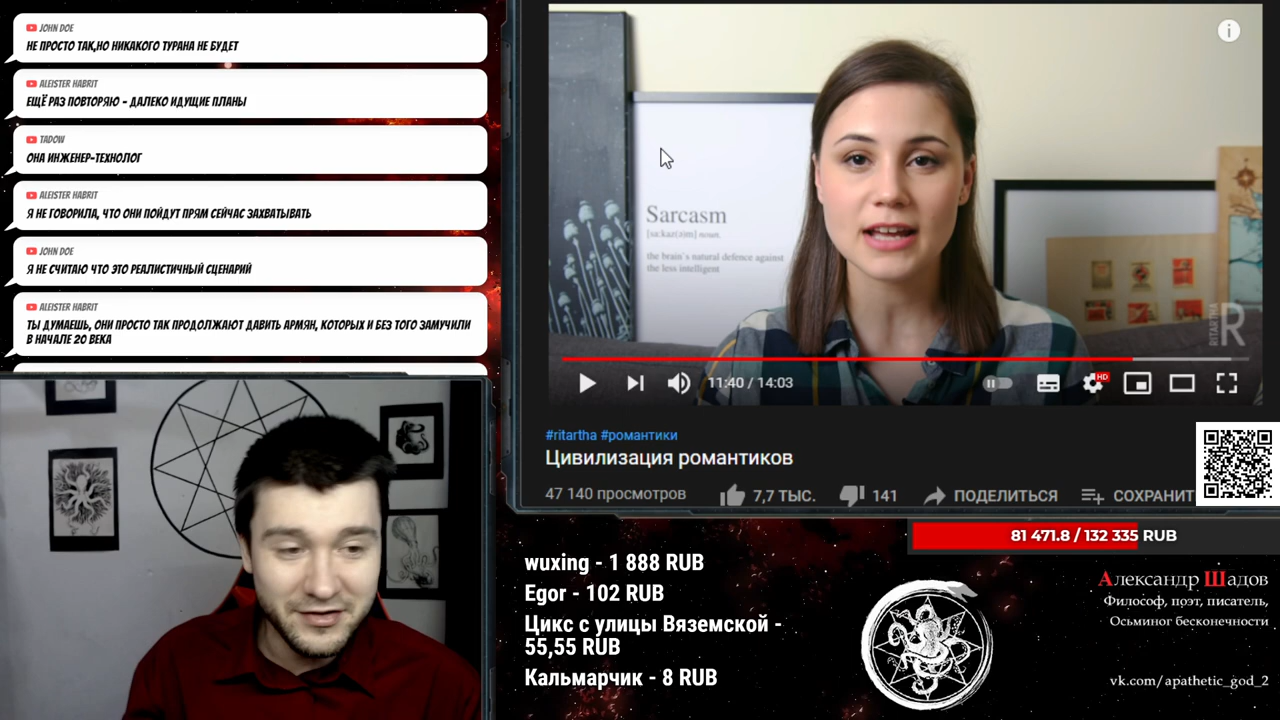 JOHN DOE
НЕ ПРОСТО ТАК,НО НИКАКОГО ТУРАНА НЕ БУДЕТ
ALEISTER HABRIT
ЕЩЁ РАЗ ПОВТОРЯЮ - ДАЛЕКО ИДУЩИЕ ПЛАНЫ
TADOW
ОНА ИНЖЕНЕР-ТЕХНОЛОГ
ALEISTER HABRIT
Я НЕ ГОВОРИЛА, ЧТО ОНИ ПОЙДУТ ПРЯМ СЕЙЧАС ЗАХВАТЫВАТЬ
JOHN DOE
Я НЕ СЧИТАЮ ЧТО ЭТО РЕАЛИСТИЧНЫЙ СЦЕНАРИЙ
ALEISTER HABRIT
ТЫ ДУМАЕШЬ, ОНИ ПРОСТО ТАК ПРОДОЛЖАЮТ ДАВИТЬ АРМЯН, КОТОРЫХ И БЕЗ ТОГО ЗАМУЧИЛИ
В НАЧАЛЕ 20 ВЕКА
Sarcasm
[sa:kaz(ə)m] noun.
the brain's natural defence against
the less intelligent
RITARTHA
R
11:40 / 14:03
HD
#ritartha #романтики
Цивилизация романтиков
47 140 просмотров
7,7 ТЫС.
141
ПОДЕЛИТЬСЯ
СОХРАНИТ
81 471.8 / 132 335 RUB
wuxing - 1 888 RUB
Egor - 102 RUB
Цикс с улицы Вяземской -
55,55 RUB
Кальмарчик - 8 RUB
Александр Шадов
Философ, поэт, писатель,
Осьминог бесконечности
vk.com/apathetic_god_2